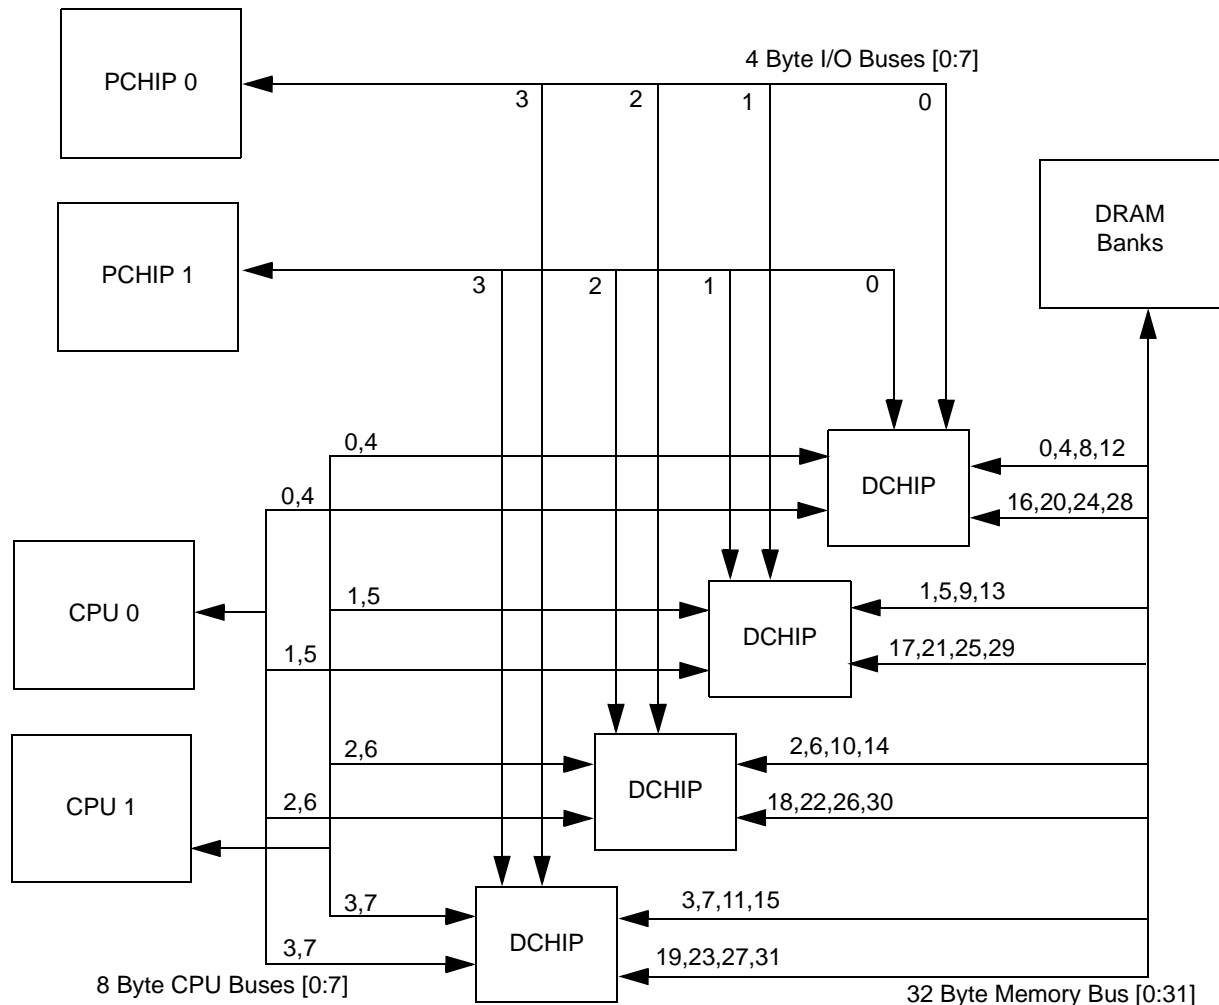 PCHIP 0
4 Byte I/O Buses [0:7]
3
2
1
0
DRAM
Banks
PCHIP 1
3
2
1
0
0,4
0,4,8,12
DCHIP
0,4
16,20,24,28
CPU 0
1,5
1,5,9,13
DCHIP
1,5
17,21,25,29
2,6
2,6,10,14
CPU 1
DCHIP
2,6
18,22,26,30
3,7
3,7,11,15
DCHIP
3,7
19,23,27,31
8 Byte CPU Buses [0:7]
32 Byte Memory Bus [0:31]